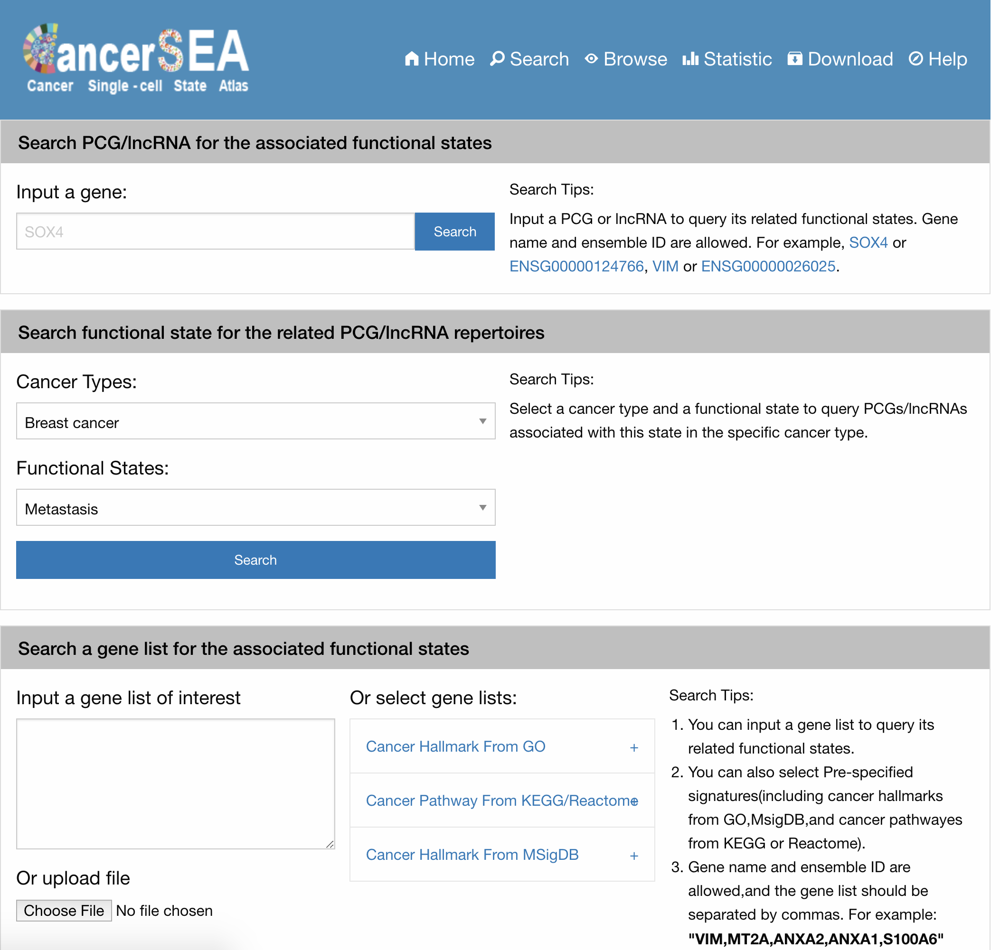 CancerSEA
Cancer Single-cell State Atlas
Home Search Browse Statistic Download Help
Search PCG/lncRNA for the associated functional states
Input a gene:
SOX4
Search
Search Tips:
Input a PCG or lncRNA to query its related functional states. Gene
name and ensemble ID are allowed. For example, SOX4 or
ENSG00000124766, VIM or ENSG00000026025.
Search functional state for the related PCG/lncRNA repertoires
Cancer Types:
Breast cancer
Functional States:
Metastasis
Search
Search Tips:
Select a cancer type and a functional state to query PCGs/lncRNAs
associated with this state in the specific cancer type.
Search a gene list for the associated functional states
Input a gene list of interest
Or upload file
Choose File No file chosen
Or select gene lists:
Cancer Hallmark From GO +
Cancer Pathway From KEGG/Reactome +
Cancer Hallmark From MSigDB +
Search Tips:
1. You can input a gene list to query its
related functional states.
2. You can also select Pre-specified
signatures(including cancer hallmarks
from GO,MsigDB,and cancer pathwayes
from KEGG or Reactome).
3. Gene name and ensemble ID are
allowed,and the gene list should be
separated by commas. For example:
"VIM,MT2A,ANXA2,ANXA1,S100A6"